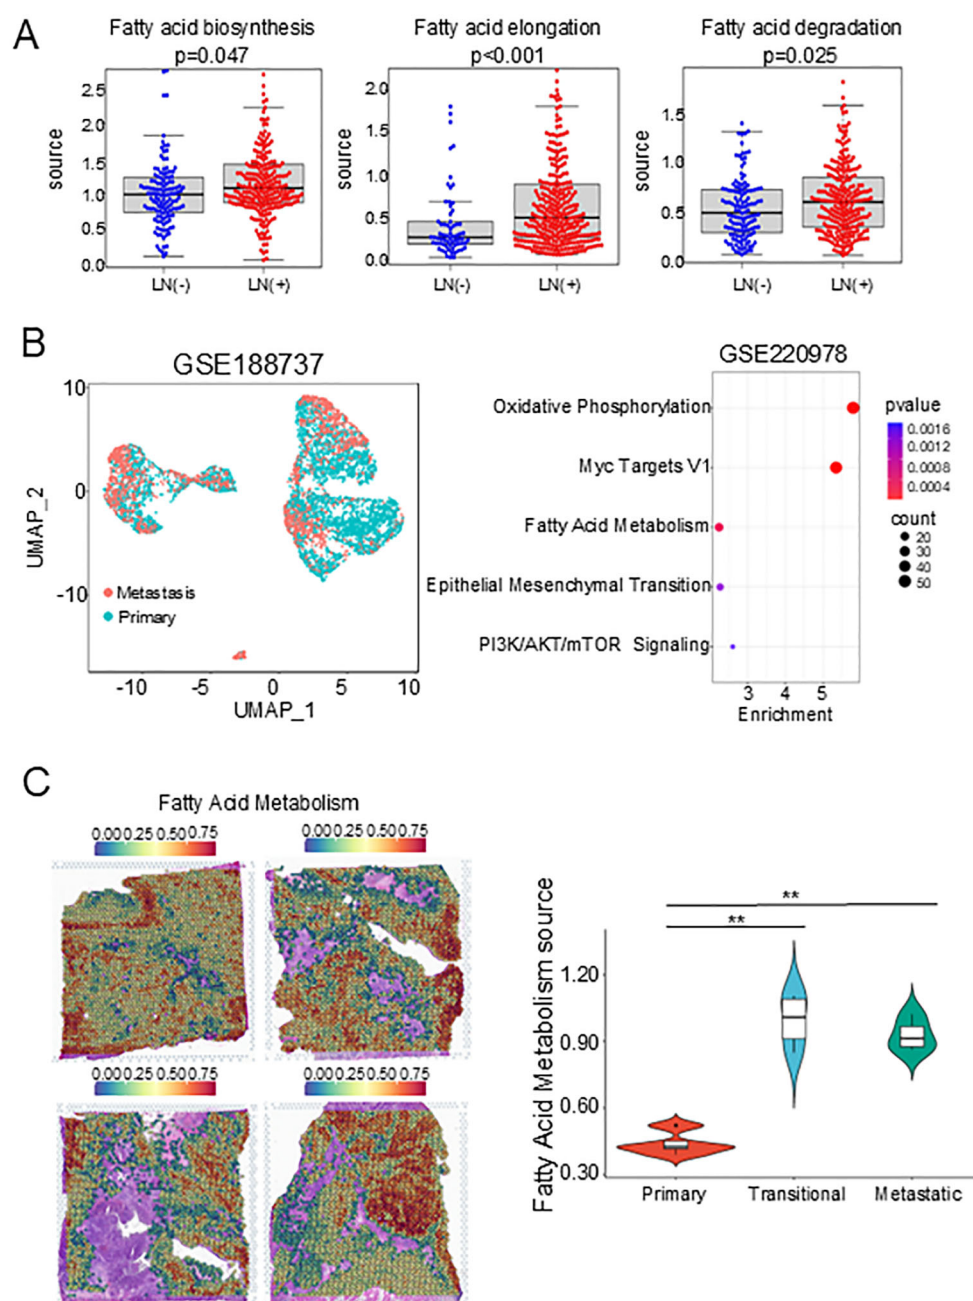 A
Fatty acid biosynthesis
p=0.047
source
2.5
2.0
1.5
1.0
0.5
0.0
LN(-)
LN(+)
Fatty acid elongation
p<0.001
source
2.0
1.5
1.0
0.5
0.0
LN(-)
LN(+)
Fatty acid degradation
p=0.025
source
1.5
1.0
0.5
0.0
LN(-)
LN(+)
B
GSE188737
UMAP_2
10
0
-10
Metastasis
Primary
-10
-5
0
5
10
UMAP_1
GSE220978
Oxidative Phosphorylation
Myc Targets V1
Fatty Acid Metabolism
Epithelial Mesenchymal Transition
PI3K/AKT/mTOR Signaling
3
4
5
Enrichment
pvalue
0.0016
0.0012
0.0008
0.0004
count
20
30
40
50
C
Fatty Acid Metabolism
0.00 0.25 0.50 0.75
0.00 0.25 0.50 0.75
0.00 0.25 0.50 0.75
0.00 0.25 0.50 0.75
Fatty Acid Metabolism source
1.20
0.90
0.60
0.30
**
**
Primary
Transitional
Metastatic